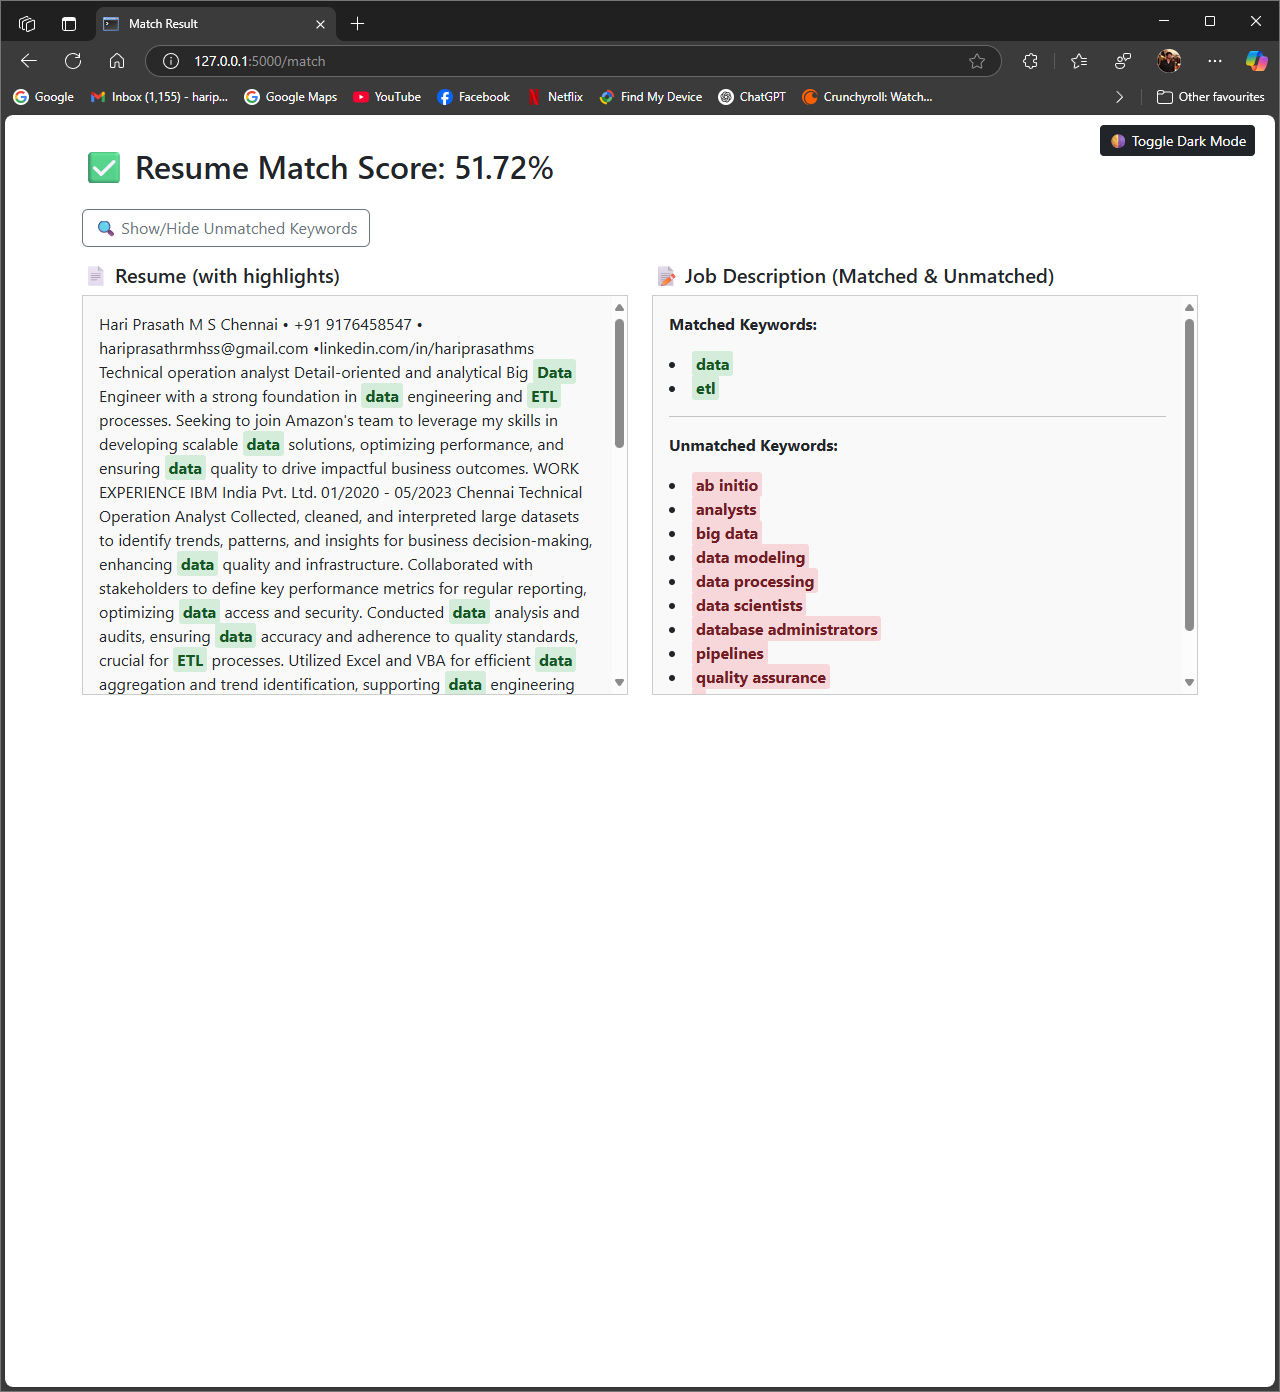 Match Result
127.0.0.1:5000/match
Google
Inbox (1,155) - harip...
Google Maps
YouTube
Facebook
Netflix
Find My Device
ChatGPT
Crunchyroll: Watch...
Other favourites
Toggle Dark Mode
Resume Match Score: 51.72%
Show/Hide Unmatched Keywords
Resume (with highlights)
Hari Prasath M S Chennai • +91 9176458547 •
hariprasathrmhss@gmail.com •linkedin.com/in/hariprasathms
Technical operation analyst Detail-oriented and analytical Big Data
Engineer with a strong foundation in data engineering and ETL
processes. Seeking to join Amazon's team to leverage my skills in
developing scalable data solutions, optimizing performance, and
ensuring data quality to drive impactful business outcomes. WORK
EXPERIENCE IBM India Pvt. Ltd. 01/2020 - 05/2023 Chennai Technical
Operation Analyst Collected, cleaned, and interpreted large datasets
to identify trends, patterns, and insights for business decision-making,
enhancing data quality and infrastructure. Collaborated with
stakeholders to define key performance metrics for regular reporting,
optimizing data access and security. Conducted data analysis and
audits, ensuring data accuracy and adherence to quality standards,
crucial for ETL processes. Utilized Excel and VBA for efficient data
aggregation and trend identification, supporting data engineering
Job Description (Matched & Unmatched)
Matched Keywords:
• data
• etl
Unmatched Keywords:
• ab initio
• analysts
• big data
• data modeling
• data processing
• data scientists
• database administrators
• pipelines
• quality assurance